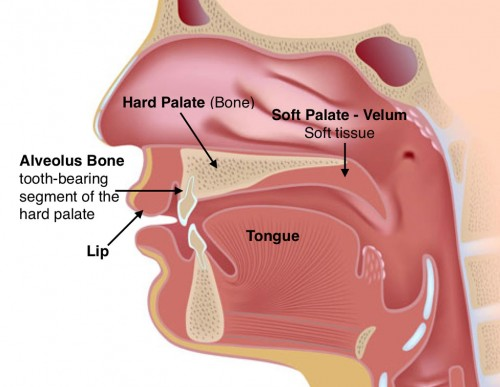 Hard Palate (Bone)
Soft Palate - Velum
Soft tissue
Alveolus Bone
tooth-bearing
segment of the
hard palate
Lip
Tongue